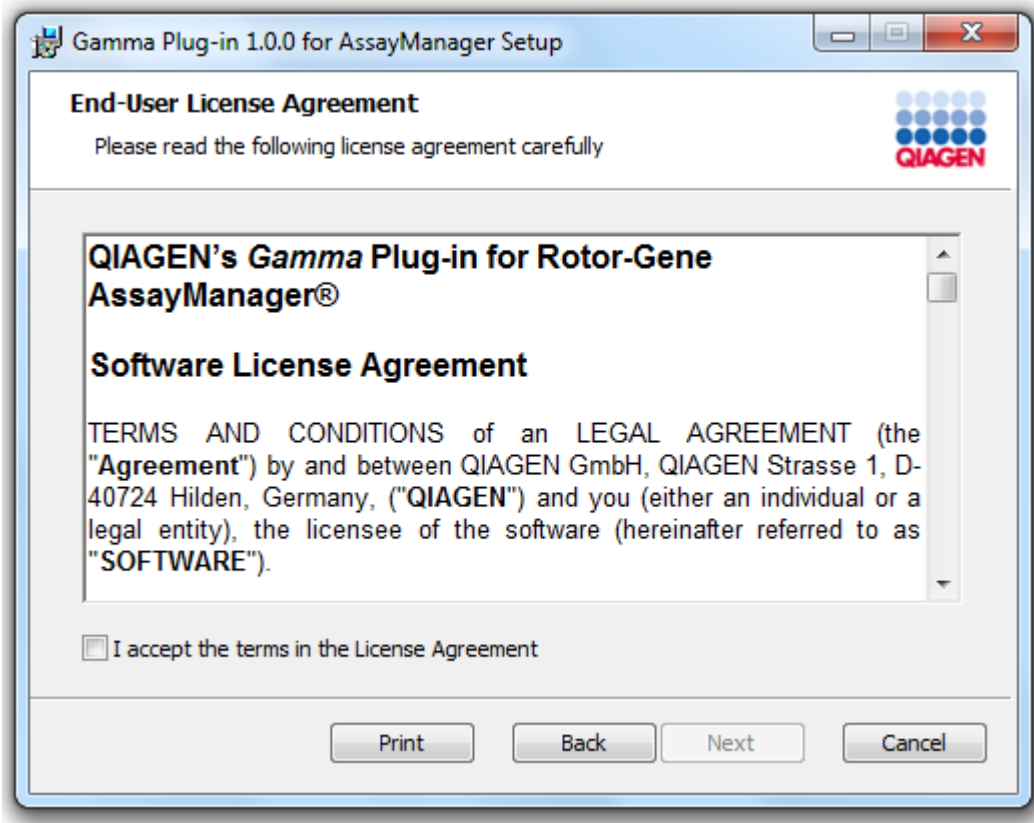 Gamma Plug-in 1.0.0 for AssayManager Setup
End-User License Agreement
Please read the following license agreement carefully
QIAGEN
QIAGEN’s Gamma Plug-in for Rotor-Gene
AssayManager®
Software License Agreement
TERMS AND CONDITIONS of an LEGAL AGREEMENT (the
"Agreement") by and between QIAGEN GmbH, QIAGEN Strasse 1, D-
40724 Hilden, Germany, ("QIAGEN") and you (either an individual or a
legal entity), the licensee of the software (hereinafter referred to as
"SOFTWARE").
I accept the terms in the License Agreement
Print Back Next Cancel